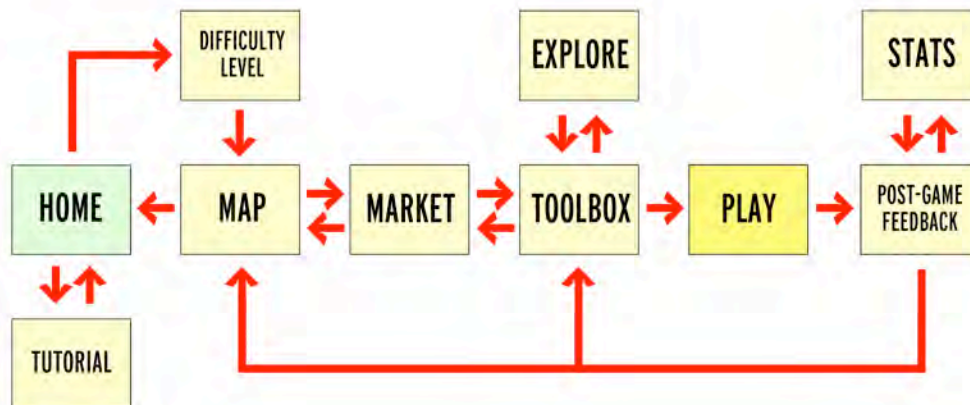 DIFFICULTY
LEVEL
EXPLORE
STATS
HOME
MAP
MARKET
TOOLBOX
PLAY
POST-GAME
FEEDBACK
TUTORIAL